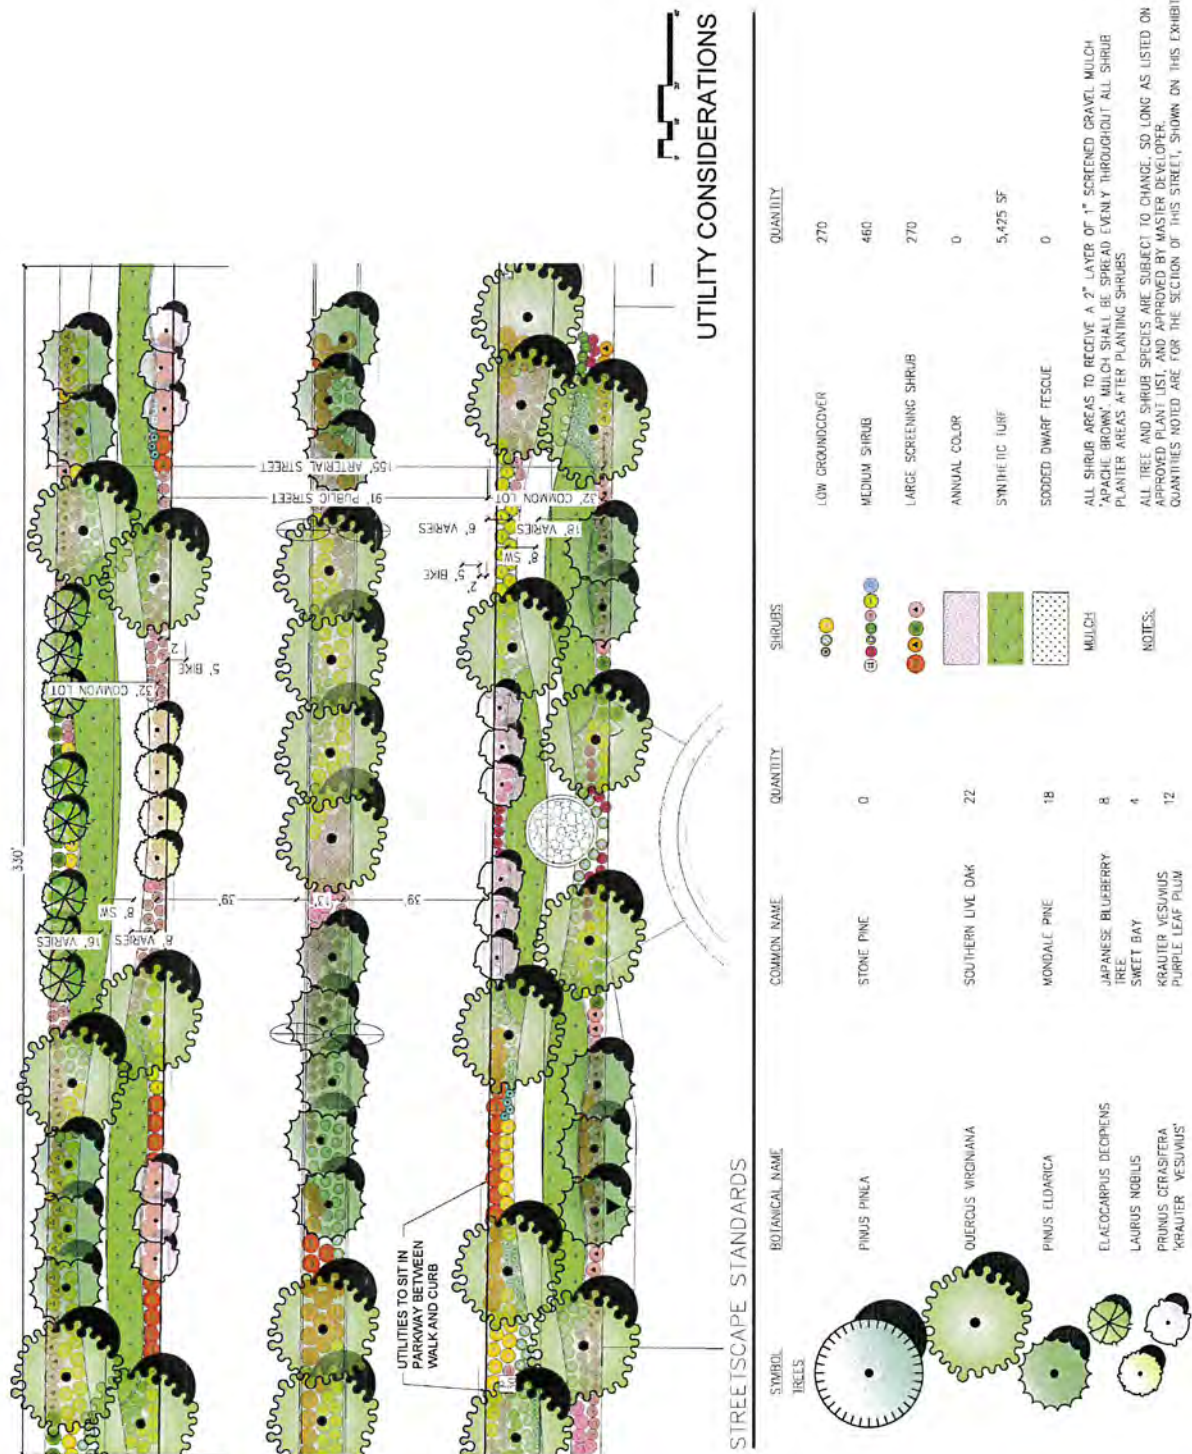 UTILITY CONSIDERATIONS
330'
16' VARIES
8' SW
8' VARIES
32' COMMON LOT
5' BIKE
2'
39'
13'
39'
155' ARTERIAL STREET
91' PUBLIC STREET
6' VARIES
32' COMMON LOT
18' VARIES
8' SW
5' BIKE
2'
UTILITIES TO SIT IN
PARKWAY BETWEEN
WALK AND CURB
STREETSCAPE STANDARDS
SYMBOL
BOTANICAL NAME
COMMON NAME
QUANTITY
TREES
PINUS PINEA
STONE PINE
0
QUERCUS VIRGINIANA
SOUTHERN LIVE OAK
22
PINUS ELDARICA
MONDALE PINE
18
ELAEOCARPUS DECIPIENS
JAPANESE BLUEBERRY
TREE
8
LAURUS NOBILIS
SWEET BAY
4
PRUNUS CERASIFERA
'KRAUTER VESUVIUS'
KRAUTER VESUVIUS
PURPLE LEAF PLUM
12
SHRUBS
QUANTITY
LOW GROUNDCOVER
270
MEDIUM SHRUB
460
LARGE SCREENING SHRUB
270
ANNUAL COLOR
0
SYNTHETIC TURF
5,425 SF
SODDED DWARF FESCUE
0
MULCH
ALL SHRUB AREAS TO RECEIVE A 2" LAYER OF 1" SCREENED GRAVEL MULCH
'APACHE BROWN'. MULCH SHALL BE SPREAD EVENLY THROUGHOUT ALL SHRUB
PLANTER AREAS AFTER PLANTING SHRUBS
NOTES:
ALL TREE AND SHRUB SPECIES ARE SUBJECT TO CHANGE, SO LONG AS LISTED ON
APPROVED PLANT LIST, AND APPROVED BY MASTER DEVELOPER.
QUANTITIES NOTED ARE FOR THE SECTION OF THIS STREET, SHOWN ON THIS EXHIBIT